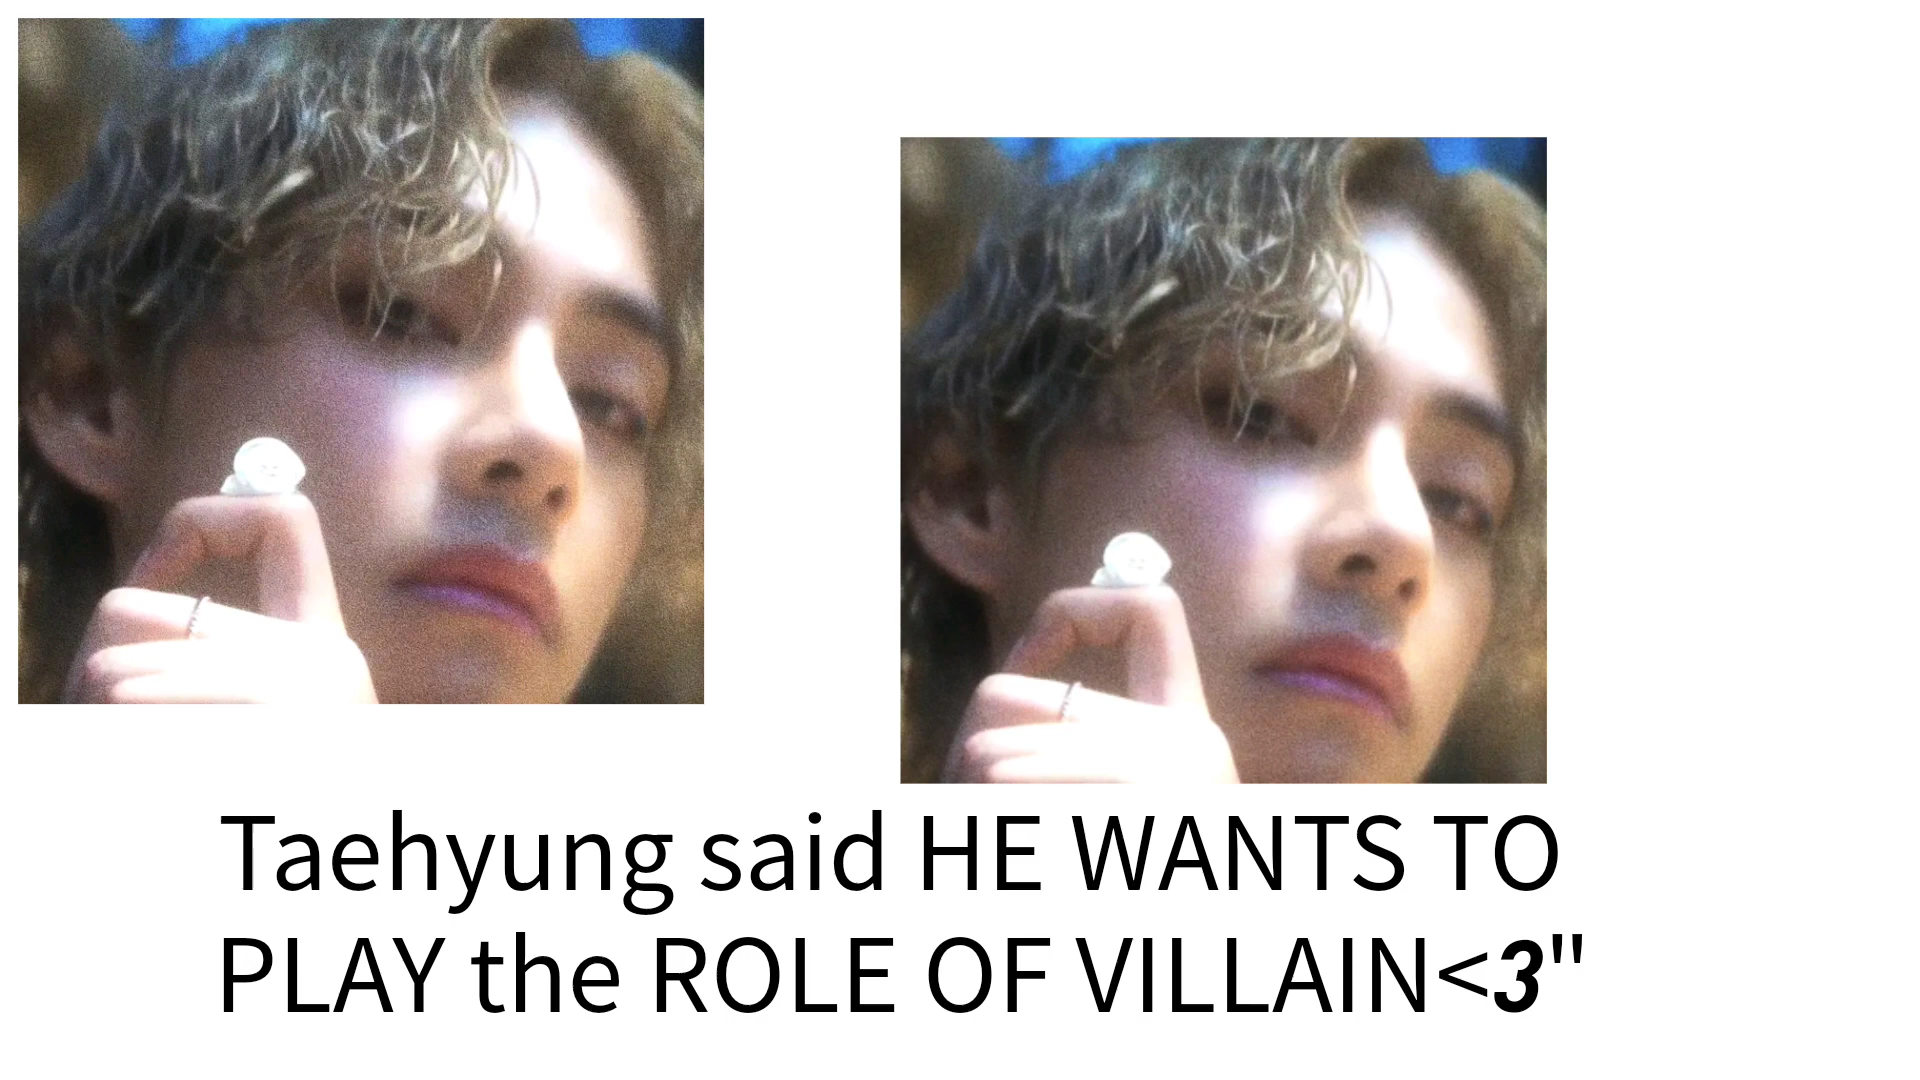 Taehyung said HE WANTS TO
PLAY the ROLE OF VILLAIN<3"